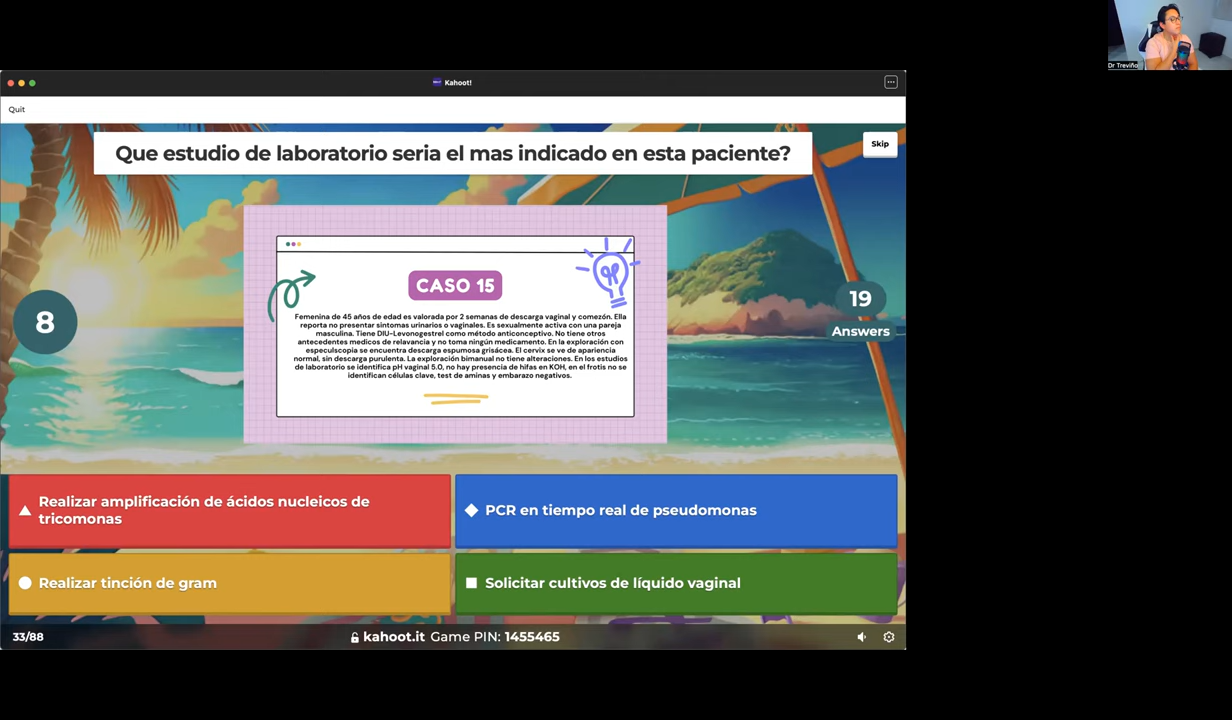 Dr Treviño
Kahoot!
Quit
Que estudio de laboratorio seria el mas indicado en esta paciente?
Skip
CASO 15
Femenina de 45 años de edad es valorada por 2 semanas de descarga vaginal y comezón. Ella
reporta no presentar sintomas urinarios o vaginales. Es sexualmente activa con una pareja
masculina. Tiene DIU-Levonogestrel como método anticonceptivo. No tiene otros
antecedentes medicos de relavancia y no toma ningún medicamento. En la exploración con
especuloscopia se encuentra descarga espumosa grisácea. El cervix se ve de apariencia
normal, sin descarga purulenta. La exploración bimanual no tiene alteraciones. En los estudios
de laboratorio se identifica pH vaginal 5.0, no hay presencia de hifas en KOH, en el frotis no se
identifican células clave, test de aminas y embarazo negativos.
8
19
Answers
Realizar amplificación de ácidos nucleicos de
tricomonas
PCR en tiempo real de pseudomonas
Realizar tinción de gram
Solicitar cultivos de líquido vaginal
33/88
kahoot.it Game PIN: 1455465